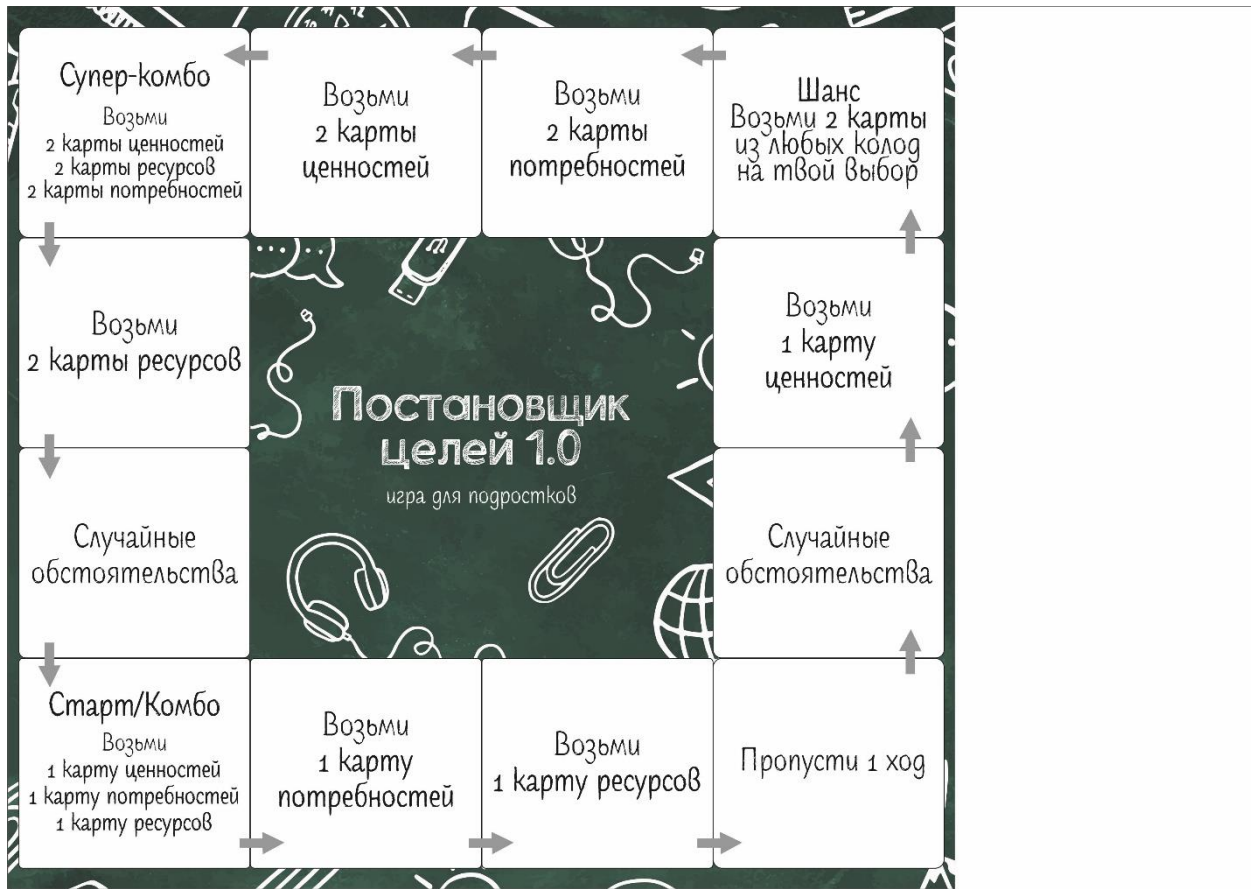 Супер-комбо
Возьми
2 карты ценностей
2 карты ресурсов
2 карты потребностей
Возьми
2 карты
ценностей
Возьми
2 карты
потребностей
Шанс
Возьми 2 карты
из любых колод
на твой выбор
Возьми
2 карты ресурсов
Постановщик
целей 1.0
игра для подростков
Возьми
1 карту
ценностей
Случайные
обстоятельства
Случайные
обстоятельства
Старт/Комбо
Возьми
1 карту ценностей
1 карту потребностей
1 карту ресурсов
Возьми
1 карту
потребностей
Возьми
1 карту ресурсов
Пропусти 1 ход